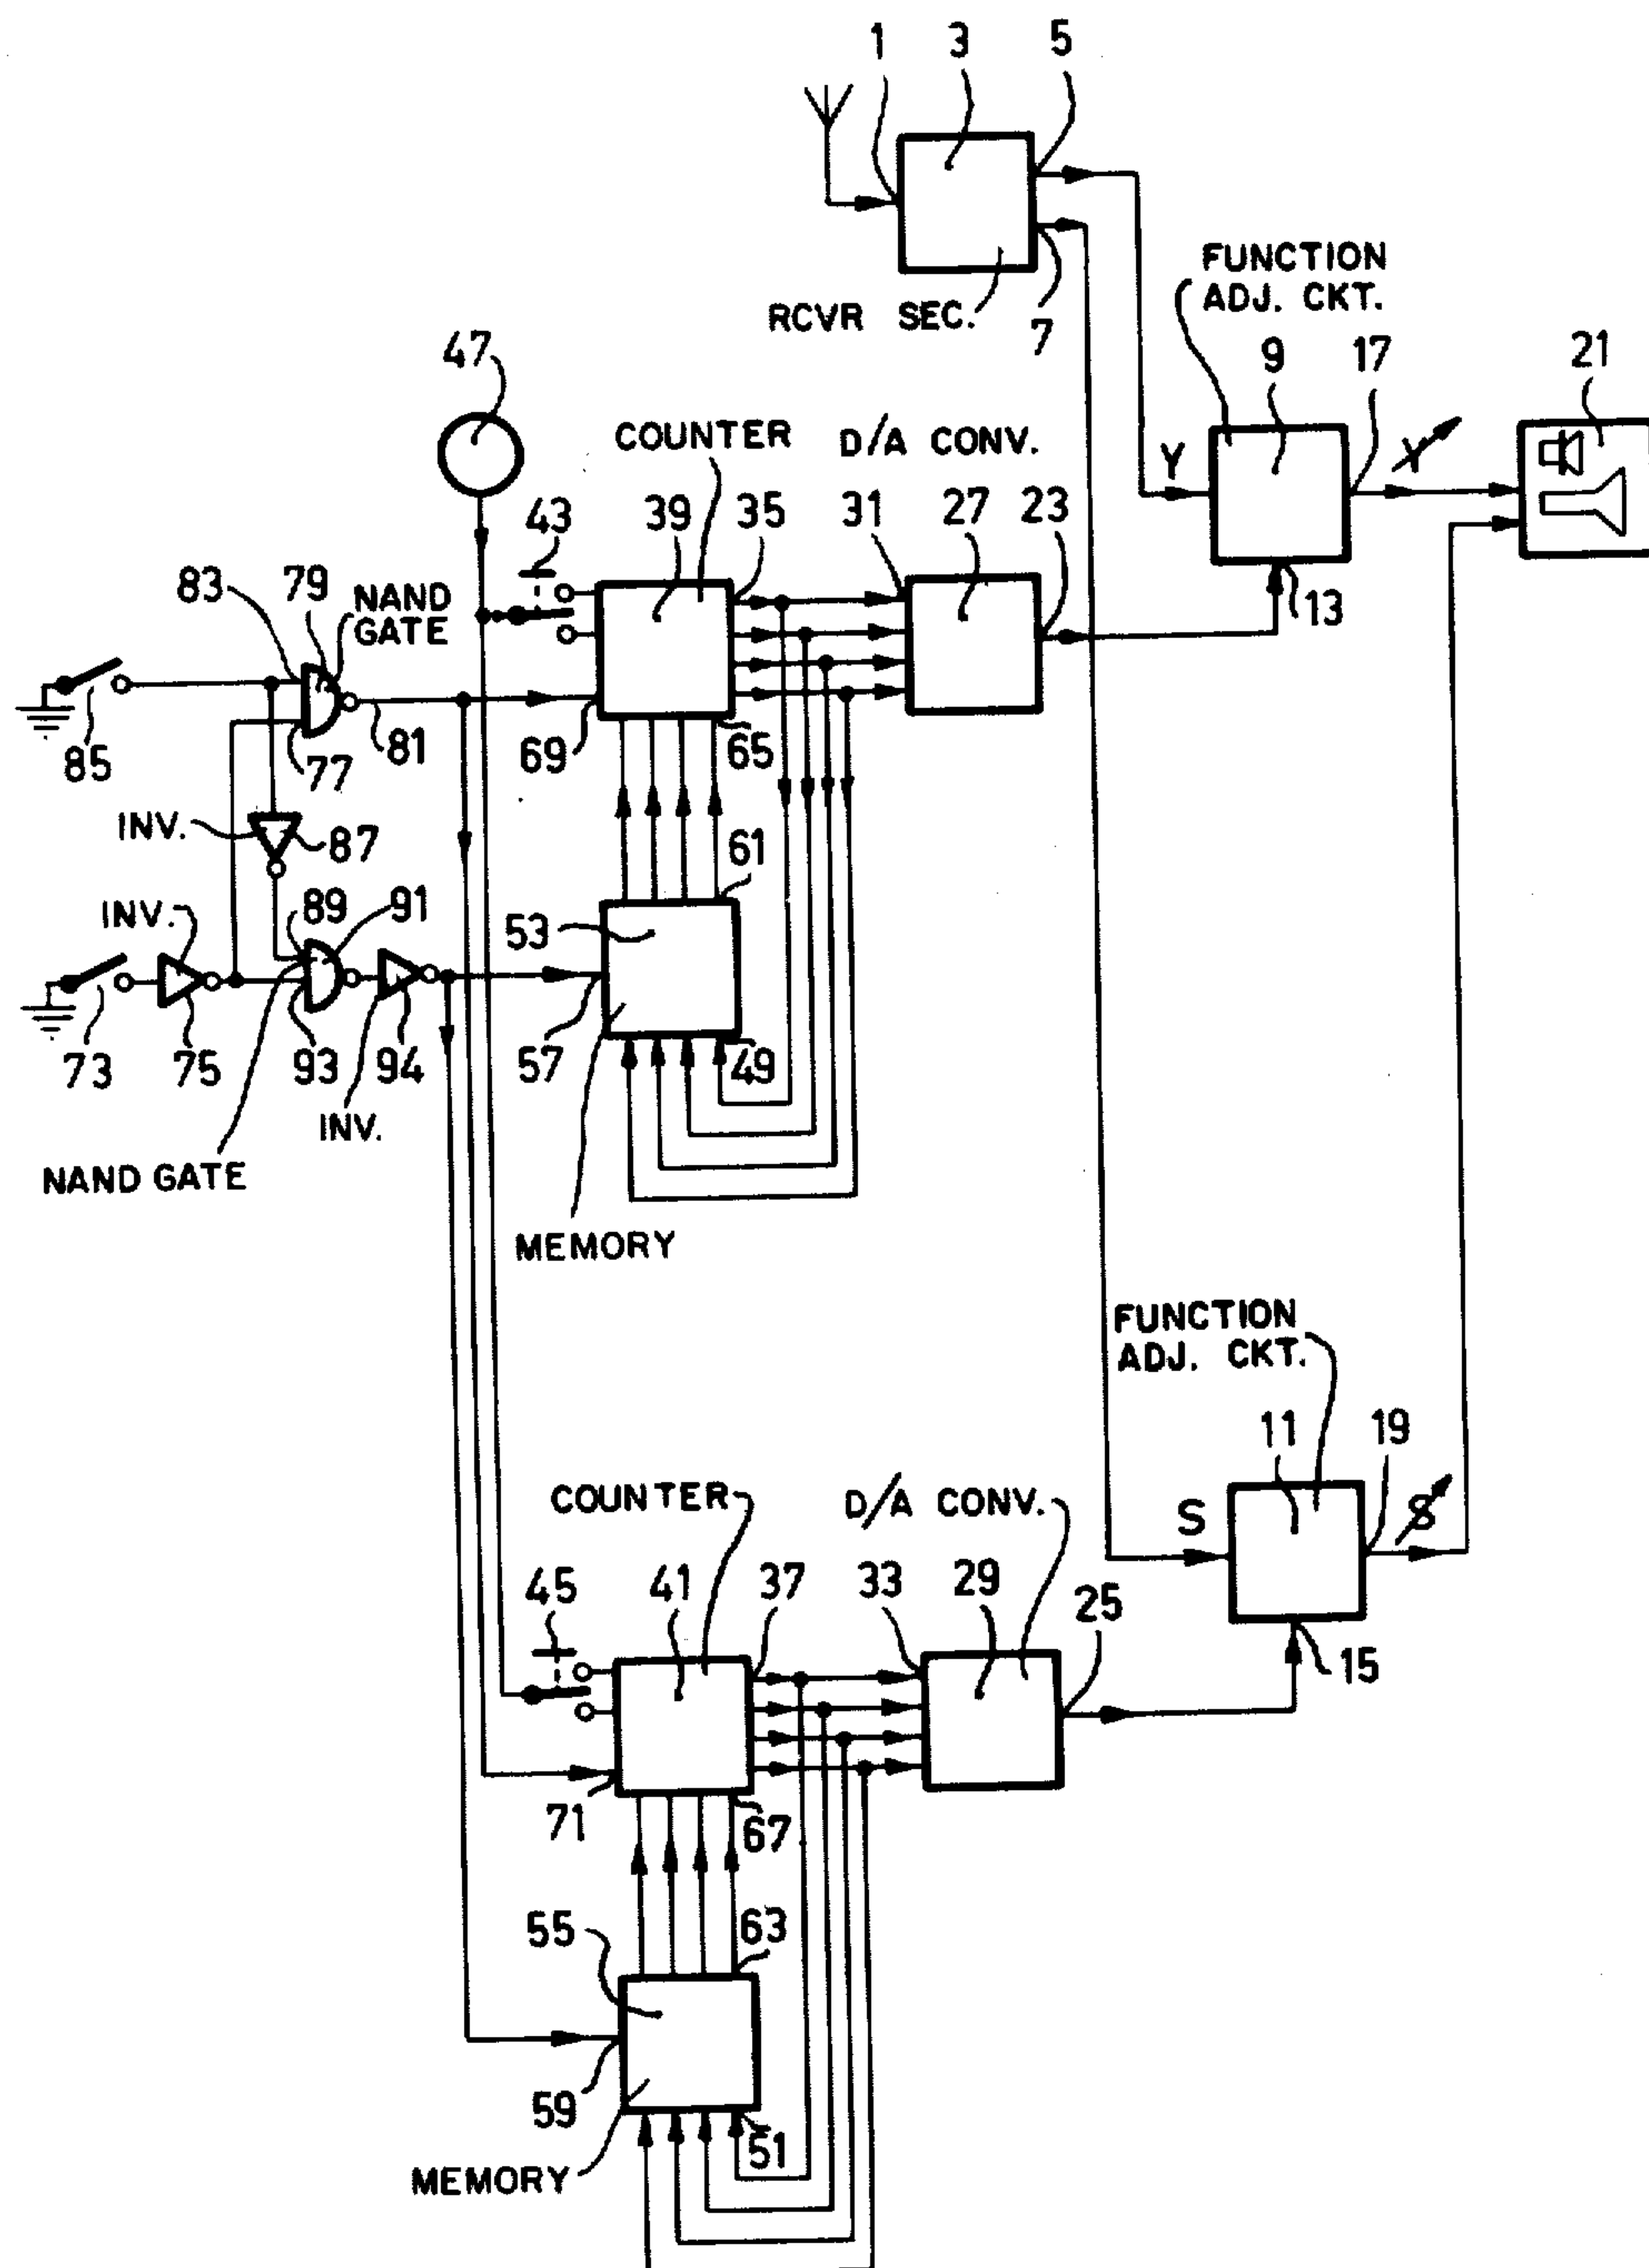 1 3 5
RCVR SEC. 7
FUNCTION
ADJ. CKT.
47
9 17 21
COUNTER D/A CONV.
Y
43 39 35 31 27 23
13
83 79 NAND
GATE
85 77 81 69 65
INV. 87
61
INV. 89 91 53
73 75 93 94 57 49
INV.
NAND GATE
MEMORY
FUNCTION
ADJ. CKT.
11 19
COUNTER D/A CONV.
S S
45 41 37 33 29 25
15
71 67
55 63
59 51
MEMORY